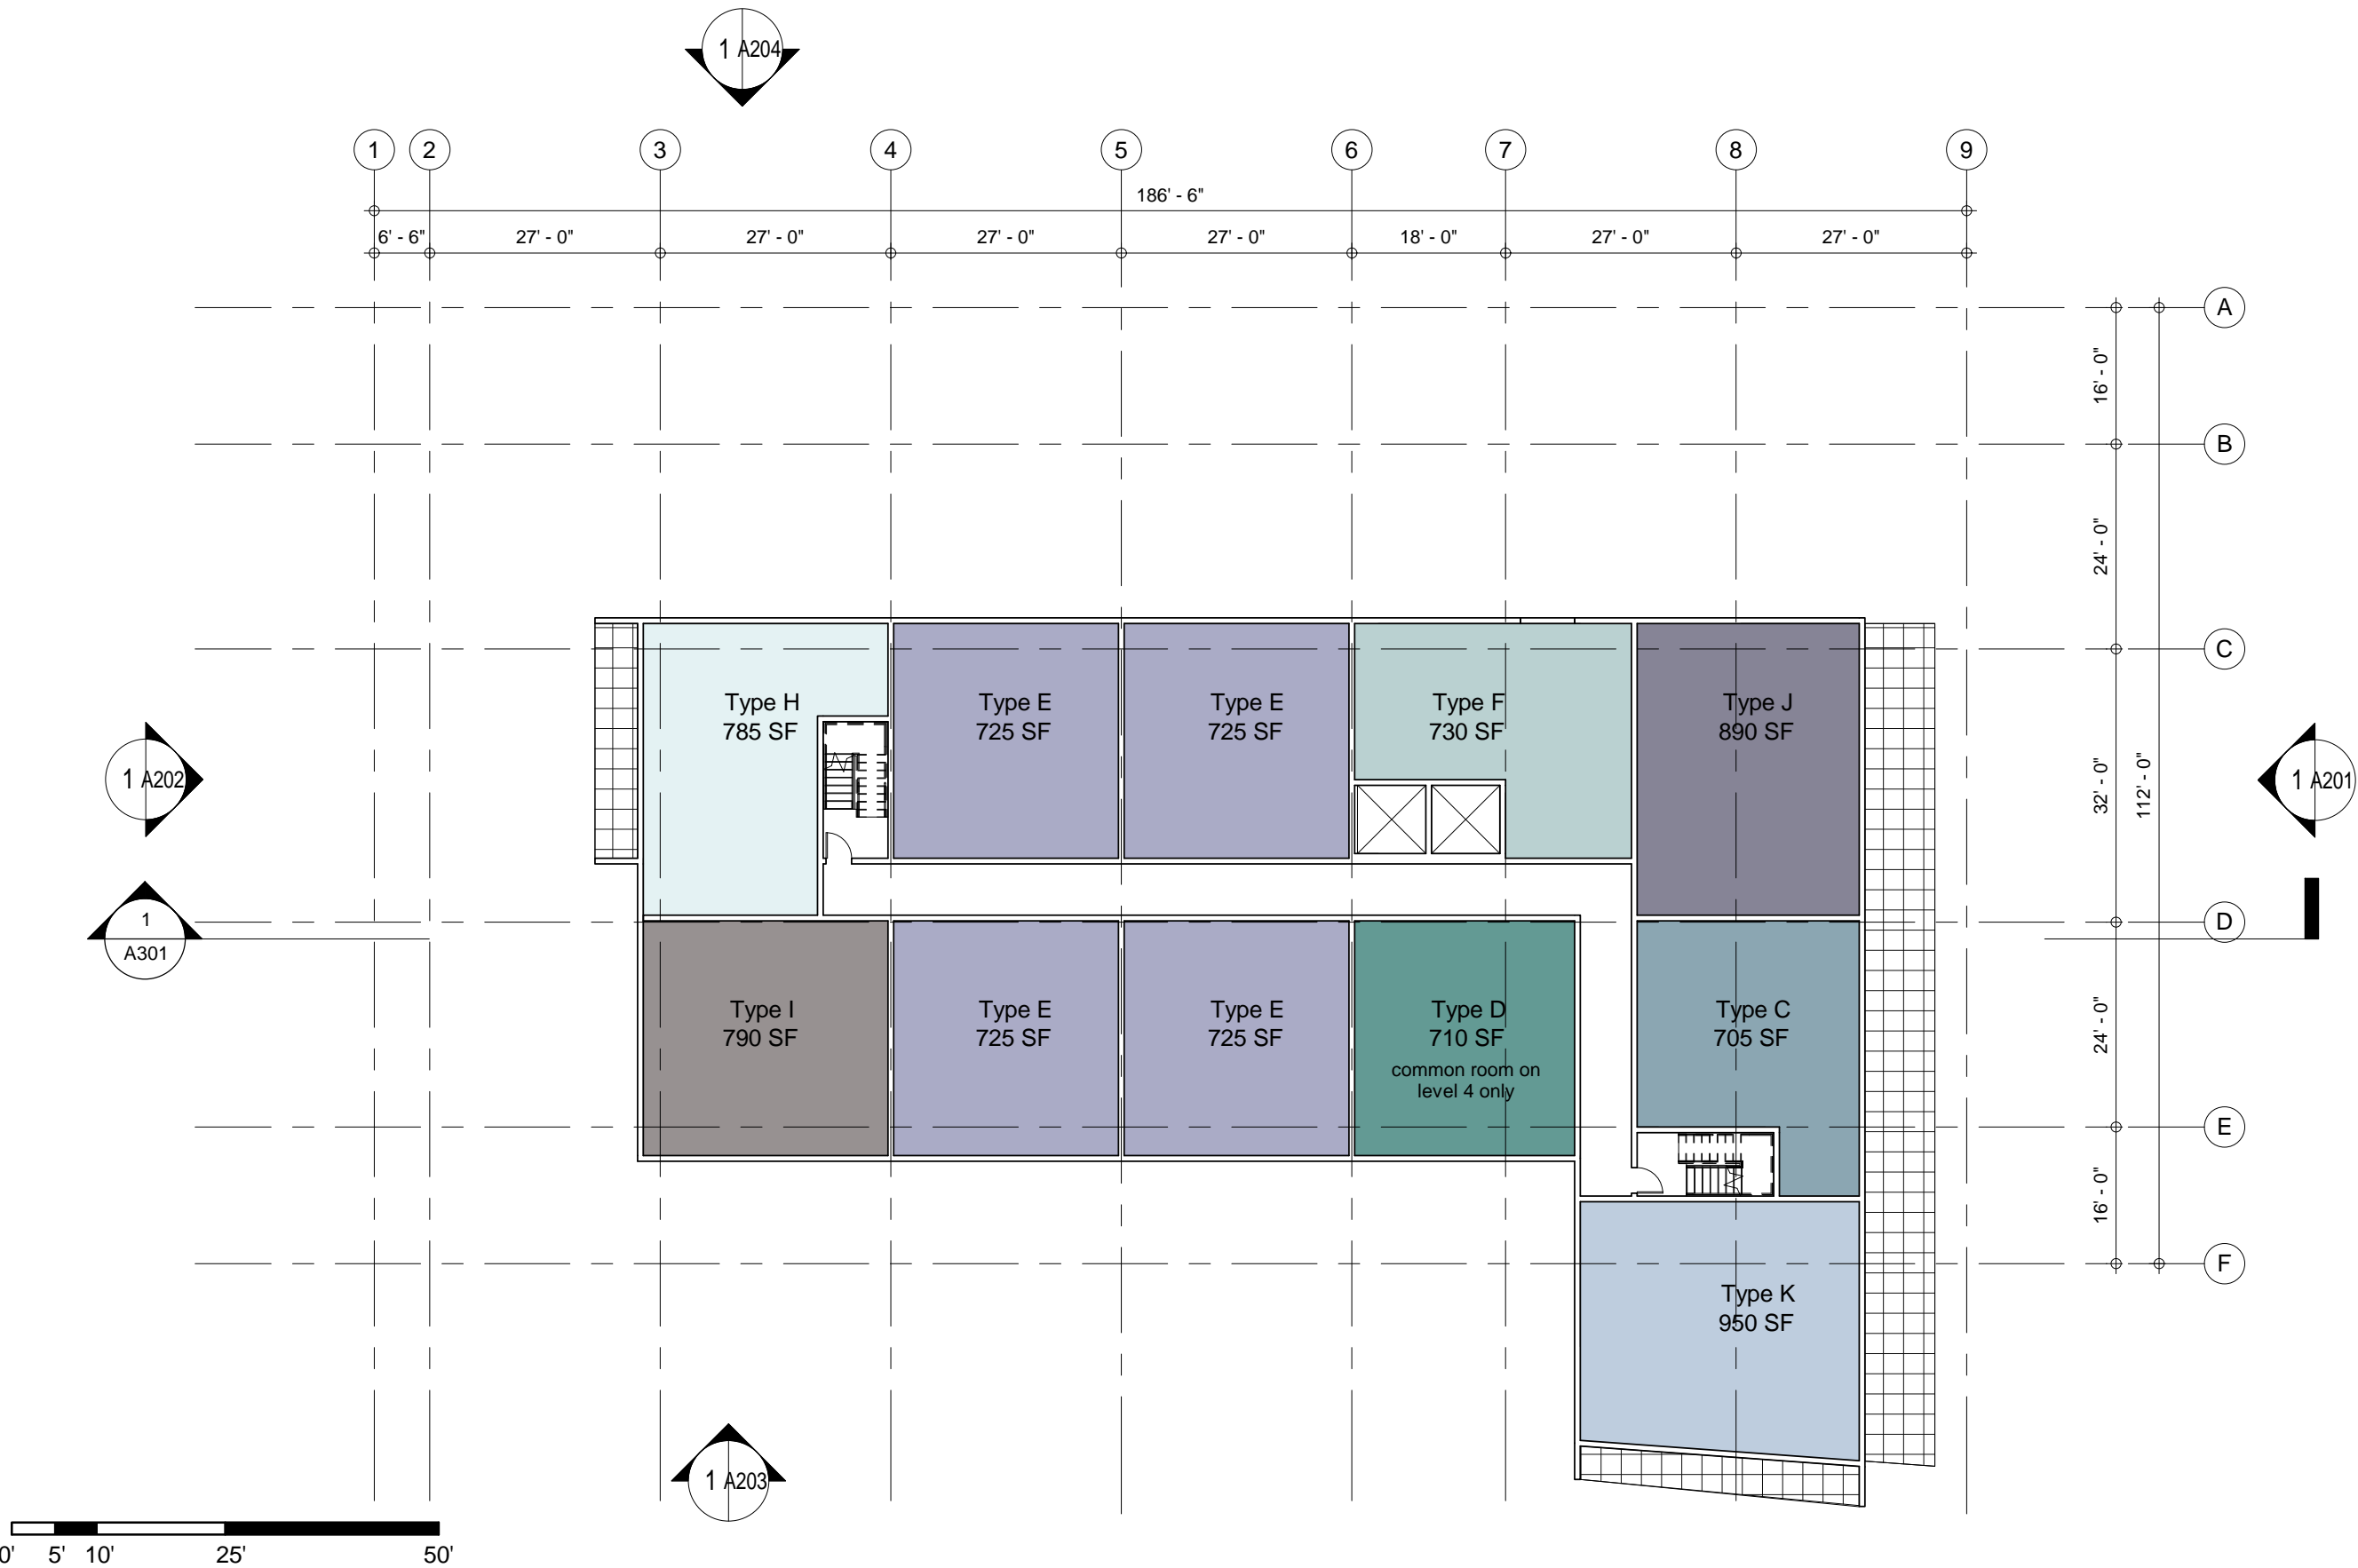 1 A204
1 2 3 4 5 6 7 8 9
186' - 6"
6' - 6" 27' - 0" 27' - 0" 27' - 0" 27' - 0" 18' - 0" 27' - 0" 27' - 0"
A
16' - 0"
B
24' - 0"
C
Type H
785 SF
Type E
725 SF
Type E
725 SF
Type F
730 SF
Type J
890 SF
1 A202
32' - 0"
112' - 0"
1 A201
1
A301
D
Type I
790 SF
Type E
725 SF
Type E
725 SF
Type D
710 SF
common room on
level 4 only
Type C
705 SF
24' - 0"
E
16' - 0"
F
Type K
950 SF
1 A203
0' 5' 10' 25' 50'